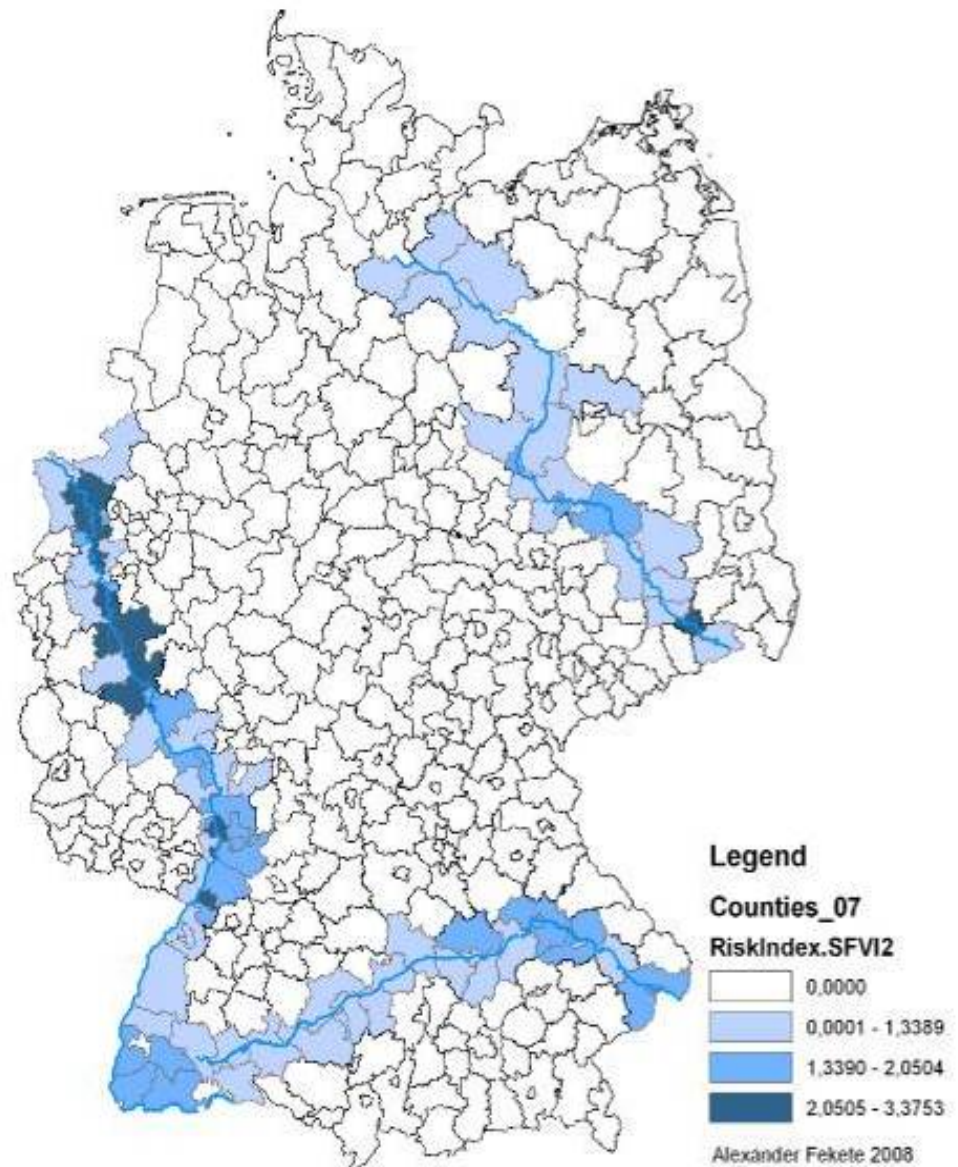 Legend
Counties_07
RiskIndex.SFVI2
0,0000
0,0001 - 1,3389
1,3390 - 2,0504
2,0505 - 3,3753
Alexander Fekete 2008